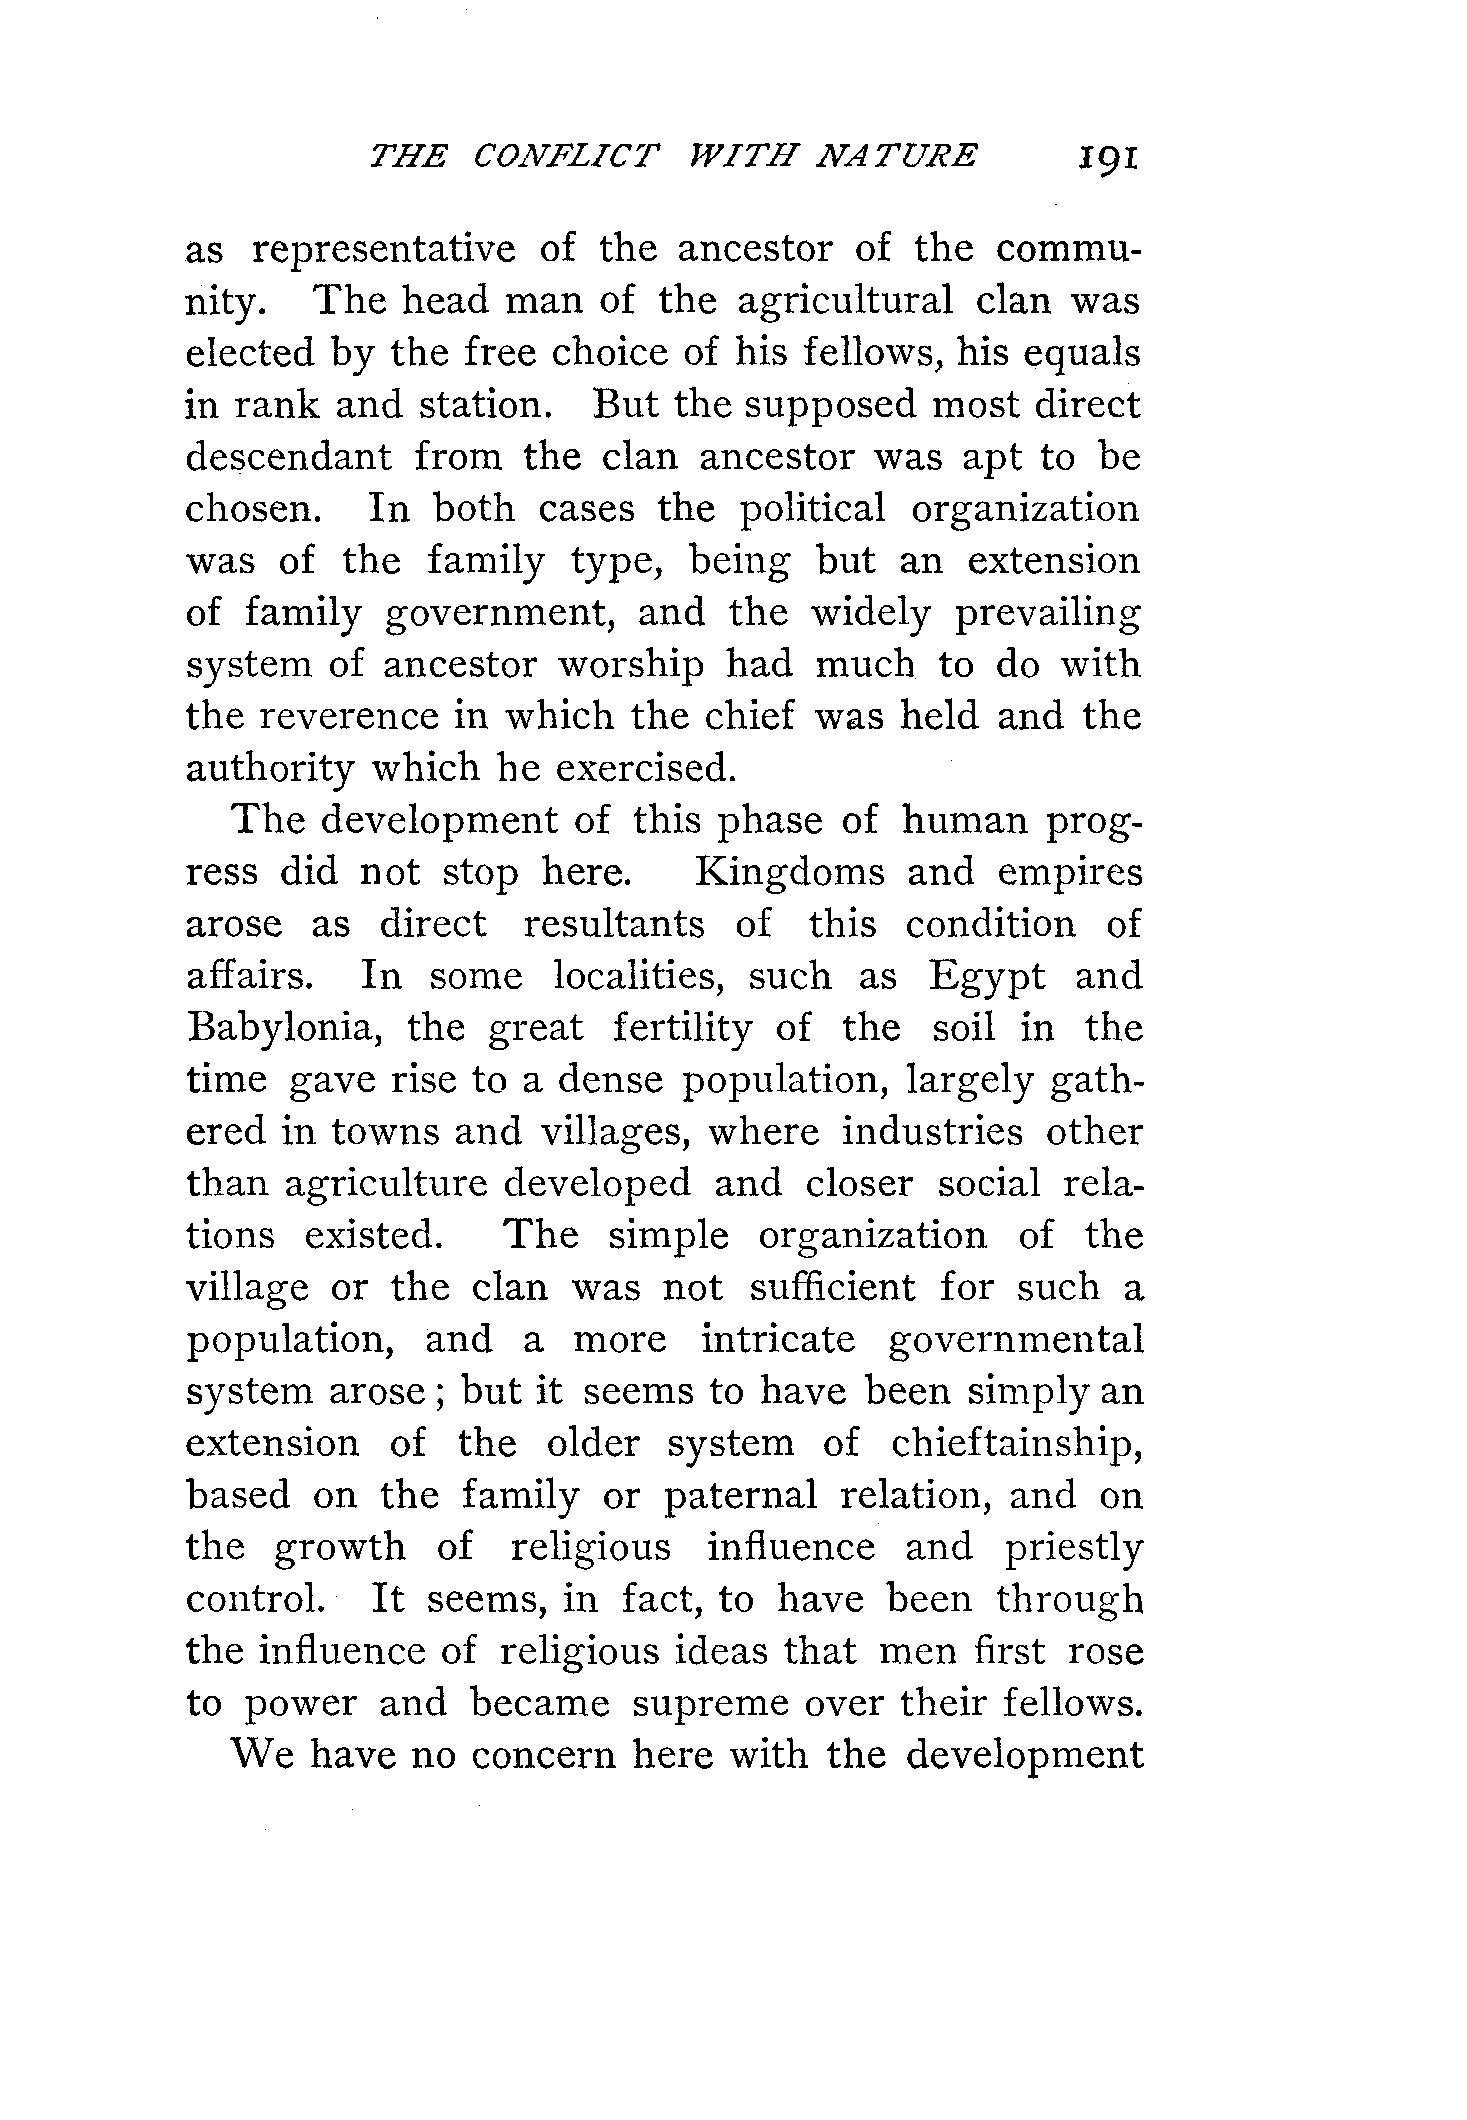 THE CONFLICT WITH NATURE 191
as representative of the ancestor of the commu-
nity. The head man of the agricultural clan was
elected by the free choice of his fellows, his equals
in rank and station. But the supposed most direct
descendant from the clan ancestor was apt to be
chosen. In both cases the political organization
was of the family type, being but an extension
of family government, and the widely prevailing
system of ancestor worship had much to do with
the reverence in which the chief was held and the
authority which he exercised.
The development of this phase of human prog-
ress did not stop here. Kingdoms and empires
arose as direct resultants of this condition of
affairs. In some localities, such as Egypt and
Babylonia, the great fertility of the soil in the
time gave rise to a dense population, largely gath-
ered in towns and villages, where industries other
than agriculture developed and closer social rela-
tions existed. The simple organization of the
village or the clan was not sufficient for such a
population, and a more intricate governmental
system arose ; but it seems to have been simply an
extension of the older system of chieftainship,
based on the family or paternal relation, and on
the growth of religious influence and priestly
control. It seems, in fact, to have been through
the influence of religious ideas that men first rose
to power and became supreme over their fellows.
We have no concern here with the development